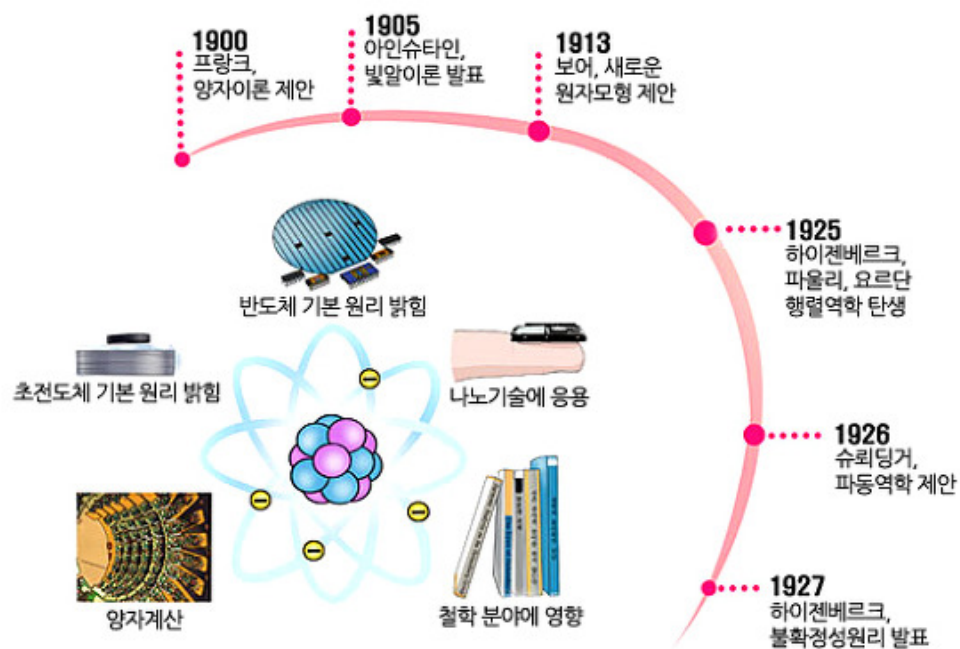 1900
프랑크,
양자이론 제안
1905
아인슈타인,
빛알이론 발표
1913
보어, 새로운
원자모형 제안
1925
하이젠베르크,
파울리, 요르단
행렬역학 탄생
1926
슈뢰딩거,
파동역학 제안
1927
하이젠베르크,
불확정성원리 발표
반도체 기본 원리 밝힘
초전도체 기본 원리 밝힘
나노기술에 응용
양자계산
철학 분야에 영향